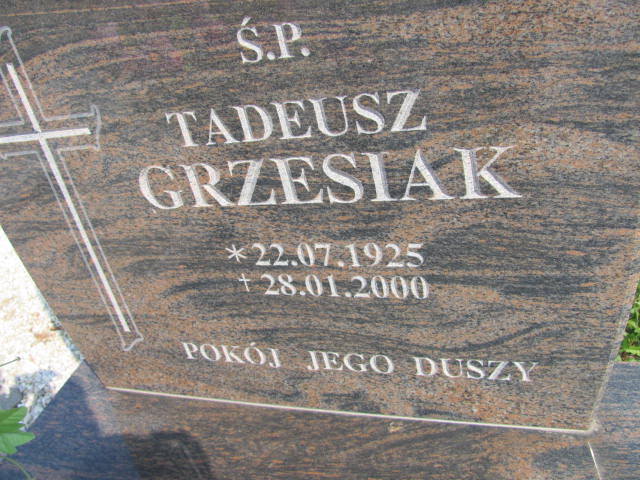 Ś.P.
TADEUSZ
GRZESIAK
* 22.07.1925
† 28.01.2000
POKÓJ JEGO DUSZY